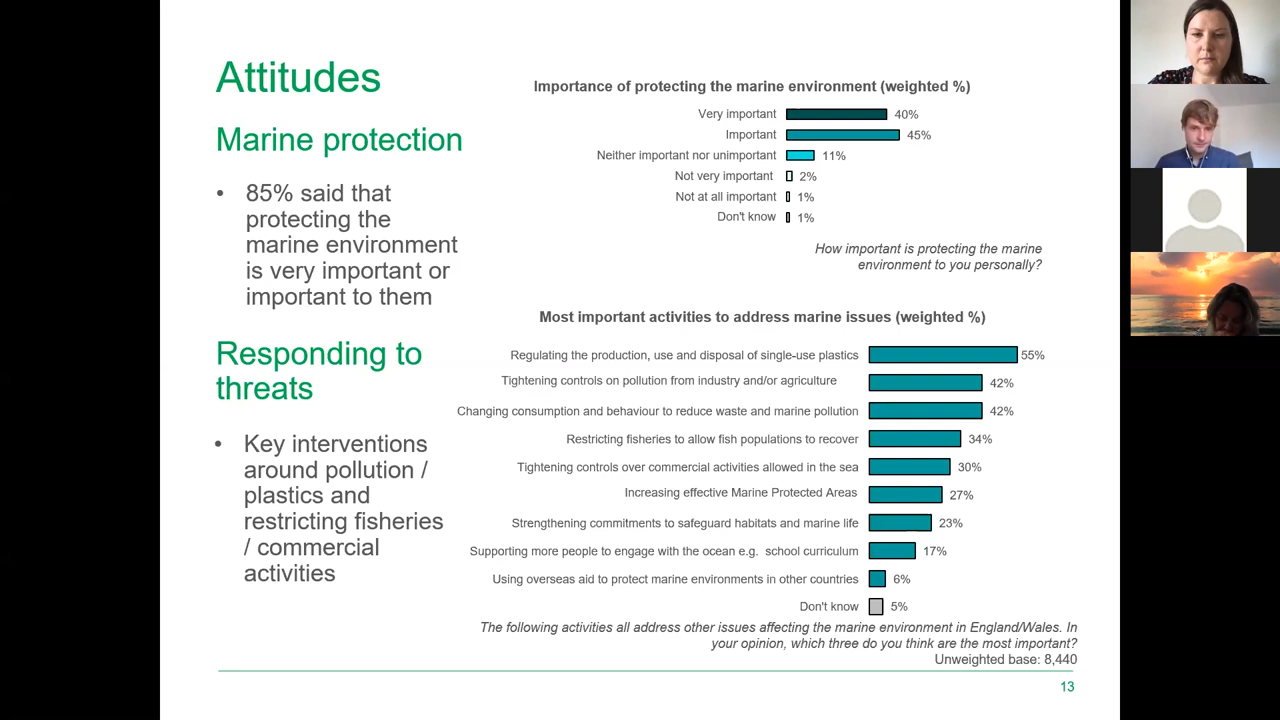 Attitudes
Marine protection
• 85% said that
protecting the
marine environment
is very important or
important to them
Responding to
threats
• Key interventions
around pollution /
plastics and
restricting fisheries
/ commercial
activities
Importance of protecting the marine environment (weighted %)
Very important 40%
Important 45%
Neither important nor unimportant 11%
Not very important 2%
Not at all important 1%
Don't know 1%
How important is protecting the marine
environment to you personally?
Most important activities to address marine issues (weighted %)
Regulating the production, use and disposal of single-use plastics 55%
Tightening controls on pollution from industry and/or agriculture 42%
Changing consumption and behaviour to reduce waste and marine pollution 42%
Restricting fisheries to allow fish populations to recover 34%
Tightening controls over commercial activities allowed in the sea 30%
Increasing effective Marine Protected Areas 27%
Strengthening commitments to safeguard habitats and marine life 23%
Supporting more people to engage with the ocean e.g. school curriculum 17%
Using overseas aid to protect marine environments in other countries 6%
Don't know 5%
The following activities all address other issues affecting the marine environment in England/Wales. In
your opinion, which three do you think are the most important?
Unweighted base: 8,440
13